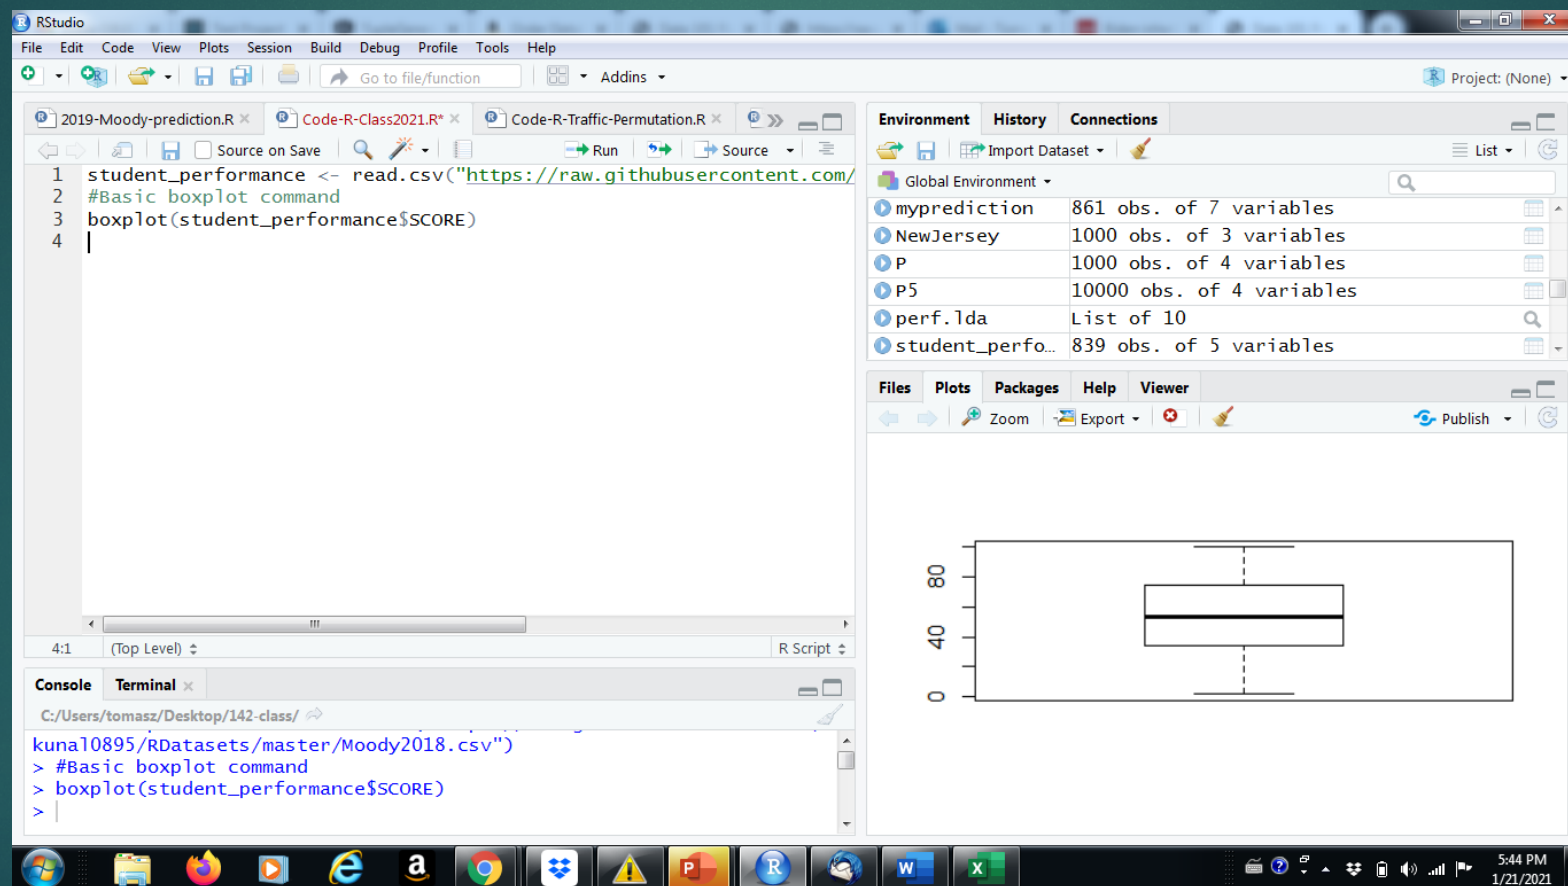 RStudio
File Edit Code View Plots Session Build Debug Profile Tools Help
Go to file/function Addins Project: (None)
2019-Moody-prediction.R Code-R-Class2021.R* Code-R-Traffic-Permutation.R
Source on Save Run Source
1 student_performance <- read.csv("https://raw.githubusercontent.com/
2 #Basic boxplot command
3 boxplot(student_performance$SCORE)
4
4:1 (Top Level) R Script
Console Terminal
C:/Users/tomasz/Desktop/142-class/
kunal0895/RDatasets/master/Moody2018.csv")
> #Basic boxplot command
> boxplot(student_performance$SCORE)
>
Environment History Connections
Import Dataset List
Global Environment
myprediction 861 obs. of 7 variables
NewJersey 1000 obs. of 3 variables
P 1000 obs. of 4 variables
P5 10000 obs. of 4 variables
perf.lda List of 10
student_perfo… 839 obs. of 5 variables
Files Plots Packages Help Viewer
Zoom Export Publish
80
40
0
5:44 PM
1/21/2021